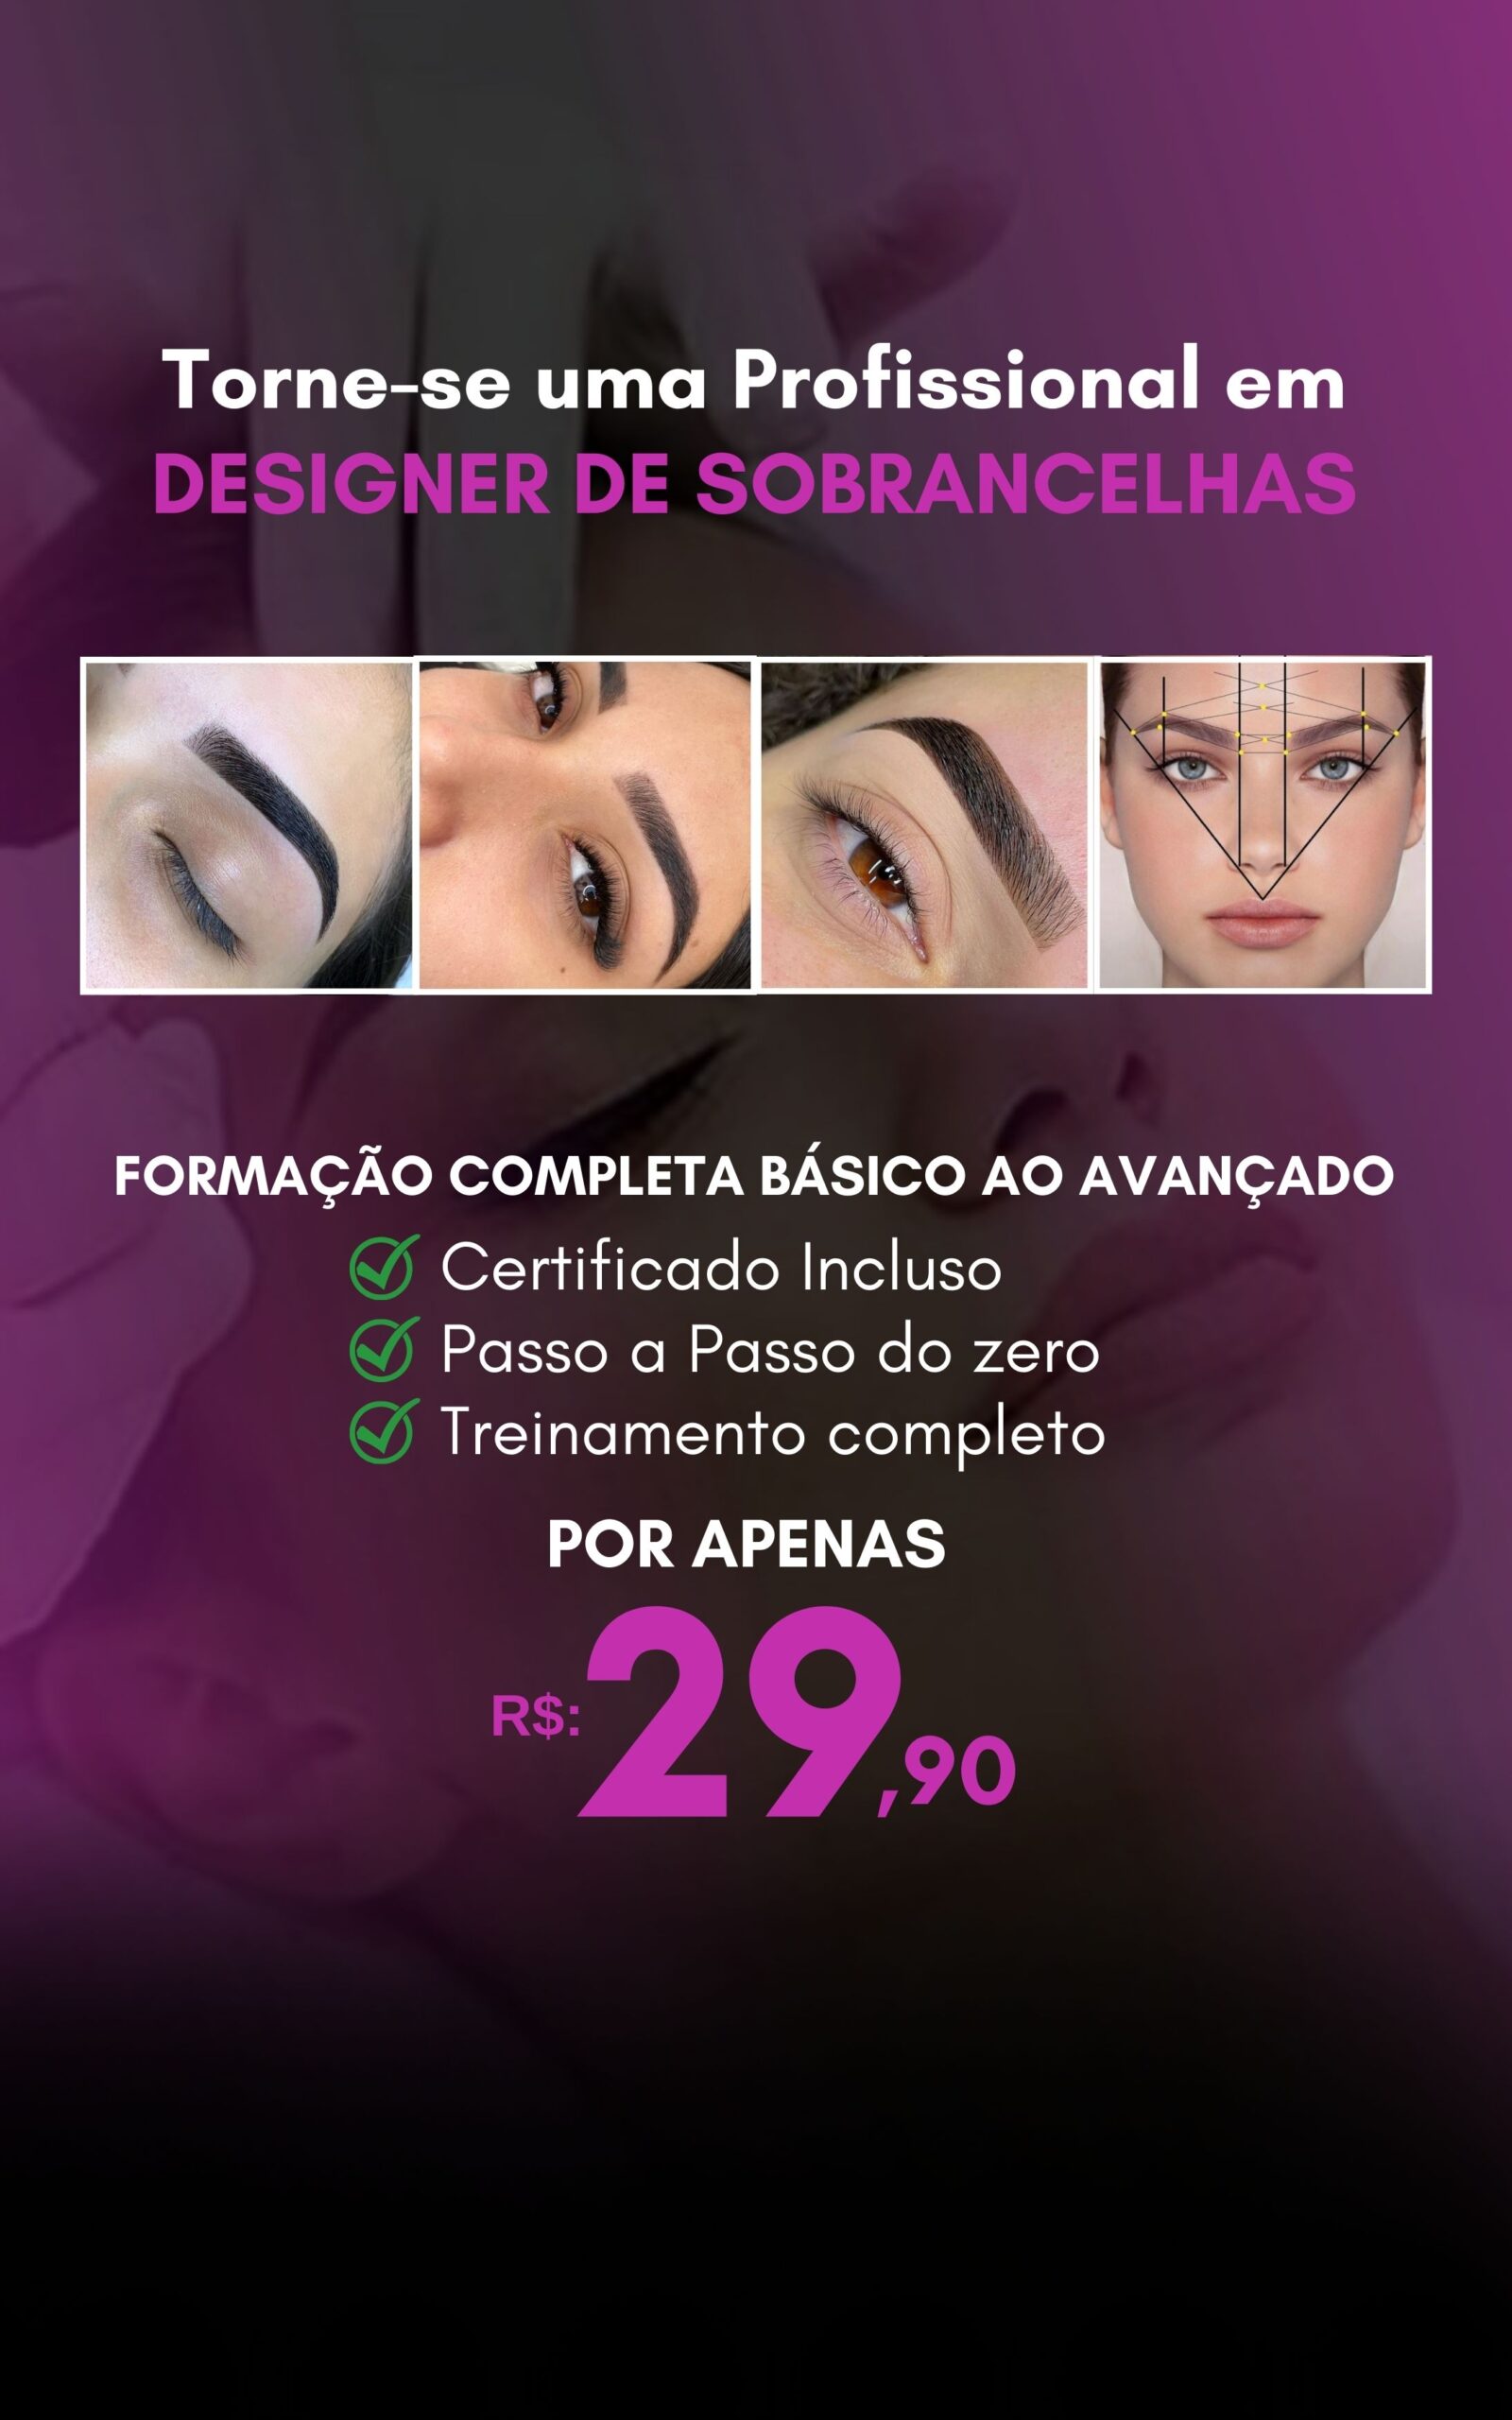 Torne-se uma Profissional em
DESIGNER DE SOBRANCELHAS
FORMAÇÃO COMPLETA BÁSICO AO AVANÇADO
Certificado Incluso
Passo a Passo do zero
Treinamento completo
POR APENAS
R$:29,90